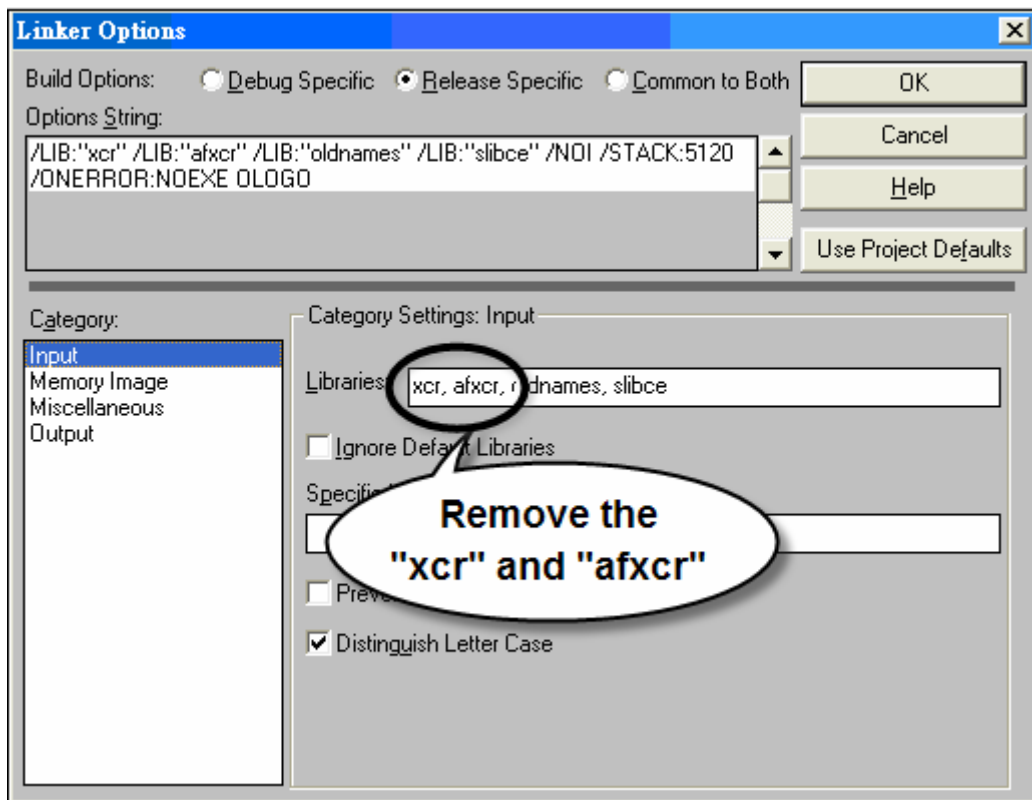 Linker Options
Build Options: Debug Specific Release Specific Common to Both
OK
Options String:
Cancel
/LIB:"xcr" /LIB:"afxcr" /LIB:"oldnames" /LIB:"slibce" /NOI /STACK:5120
/ONERROR:NOEXE OLOGO
Help
Use Project Defaults
Category:
Category Settings: Input
Input
Memory Image
Miscellaneous
Output
Libraries: xcr, afxcr, oldnames, slibce
Ignore Default Libraries
Remove the
"xcr" and "afxcr"
Distinguish Letter Case